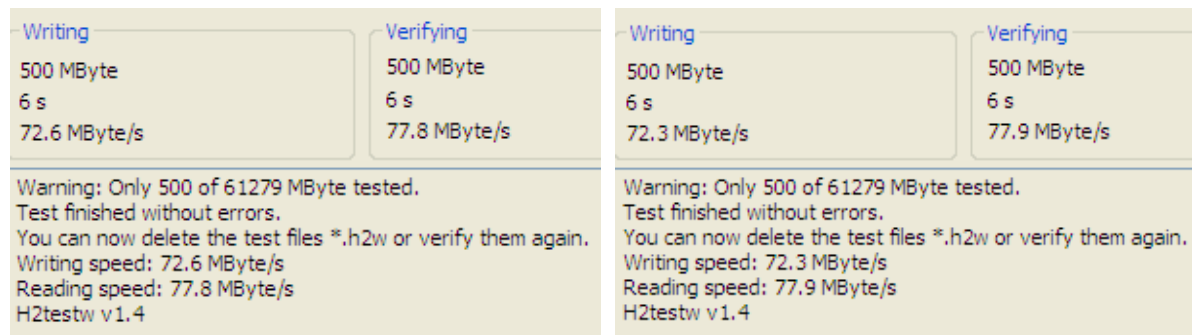 Writing
500 MByte
6 s
72.6 MByte/s
Verifying
500 MByte
6 s
77.8 MByte/s
Warning: Only 500 of 61279 MByte tested.
Test finished without errors.
You can now delete the test files *.h2w or verify them again.
Writing speed: 72.6 MByte/s
Reading speed: 77.8 MByte/s
H2testw v1.4
Writing
500 MByte
6 s
72.3 MByte/s
Verifying
500 MByte
6 s
77.9 MByte/s
Warning: Only 500 of 61279 MByte tested.
Test finished without errors.
You can now delete the test files *.h2w or verify them again.
Writing speed: 72.3 MByte/s
Reading speed: 77.9 MByte/s
H2testw v1.4